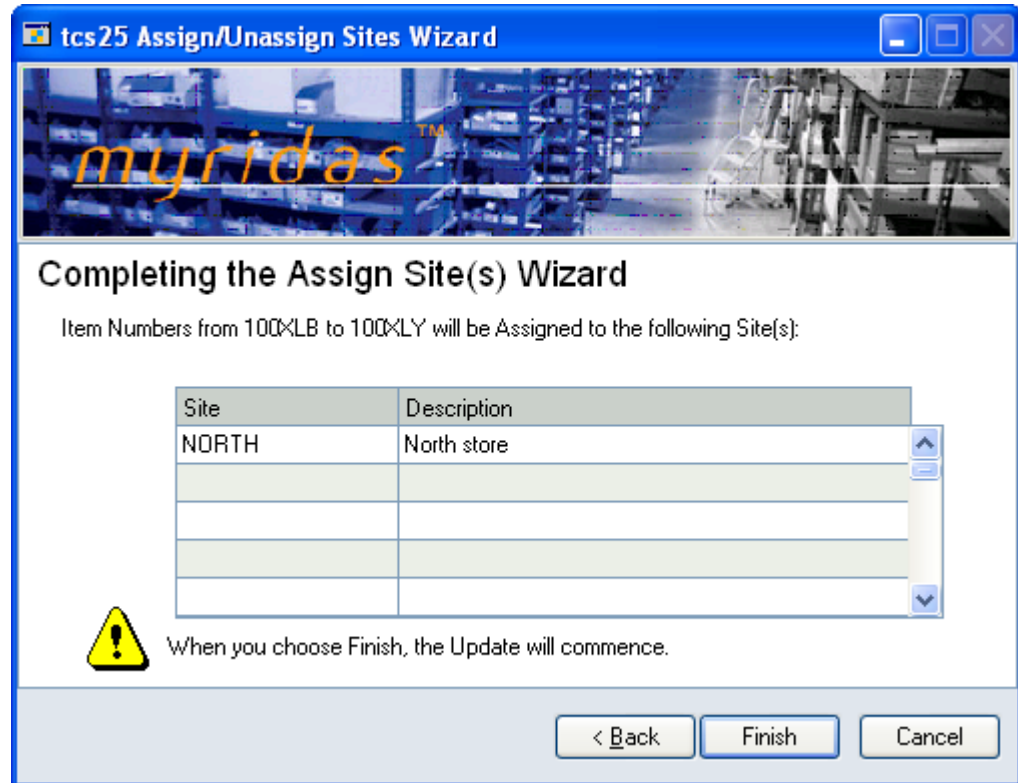 tcs25 Assign/Unassign Sites Wizard
myridas™
Completing the Assign Site(s) Wizard
Item Numbers from 100XLB to 100XLY will be Assigned to the following Site(s):
Site Description
NORTH North store
When you choose Finish, the Update will commence.
< Back Finish Cancel